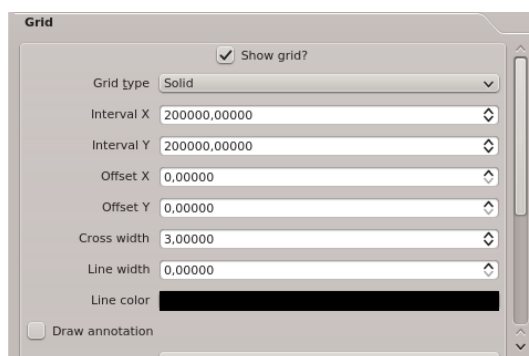 Grid
Show grid?
Grid type Solid
Interval X 200000,00000
Interval Y 200000,00000
Offset X 0,00000
Offset Y 0,00000
Cross width 3,00000
Line width 0,00000
Line color
Draw annotation